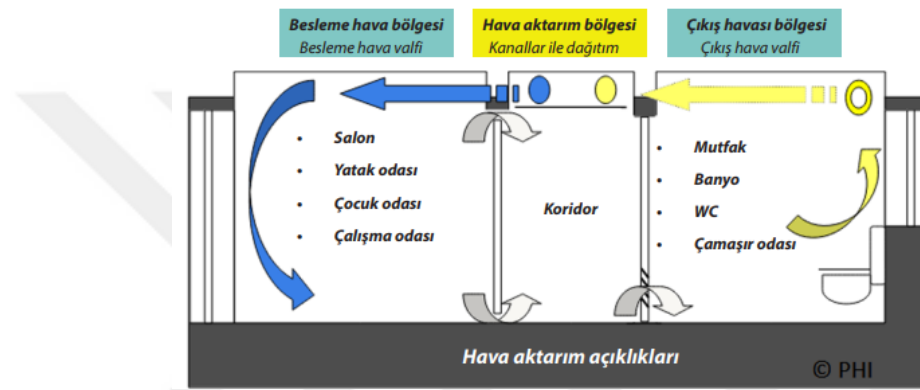 Besleme hava bölgesi
Besleme hava valfi
Hava aktarım bölgesi
Kanallar ile dağıtım
Çıkış havası bölgesi
Çıkış hava valfi
• Salon
• Yatak odası
• Çocuk odası
• Çalışma odası
Koridor
• Mutfak
• Banyo
• WC
• Çamaşır odası
Hava aktarım açıklıkları
© PHI